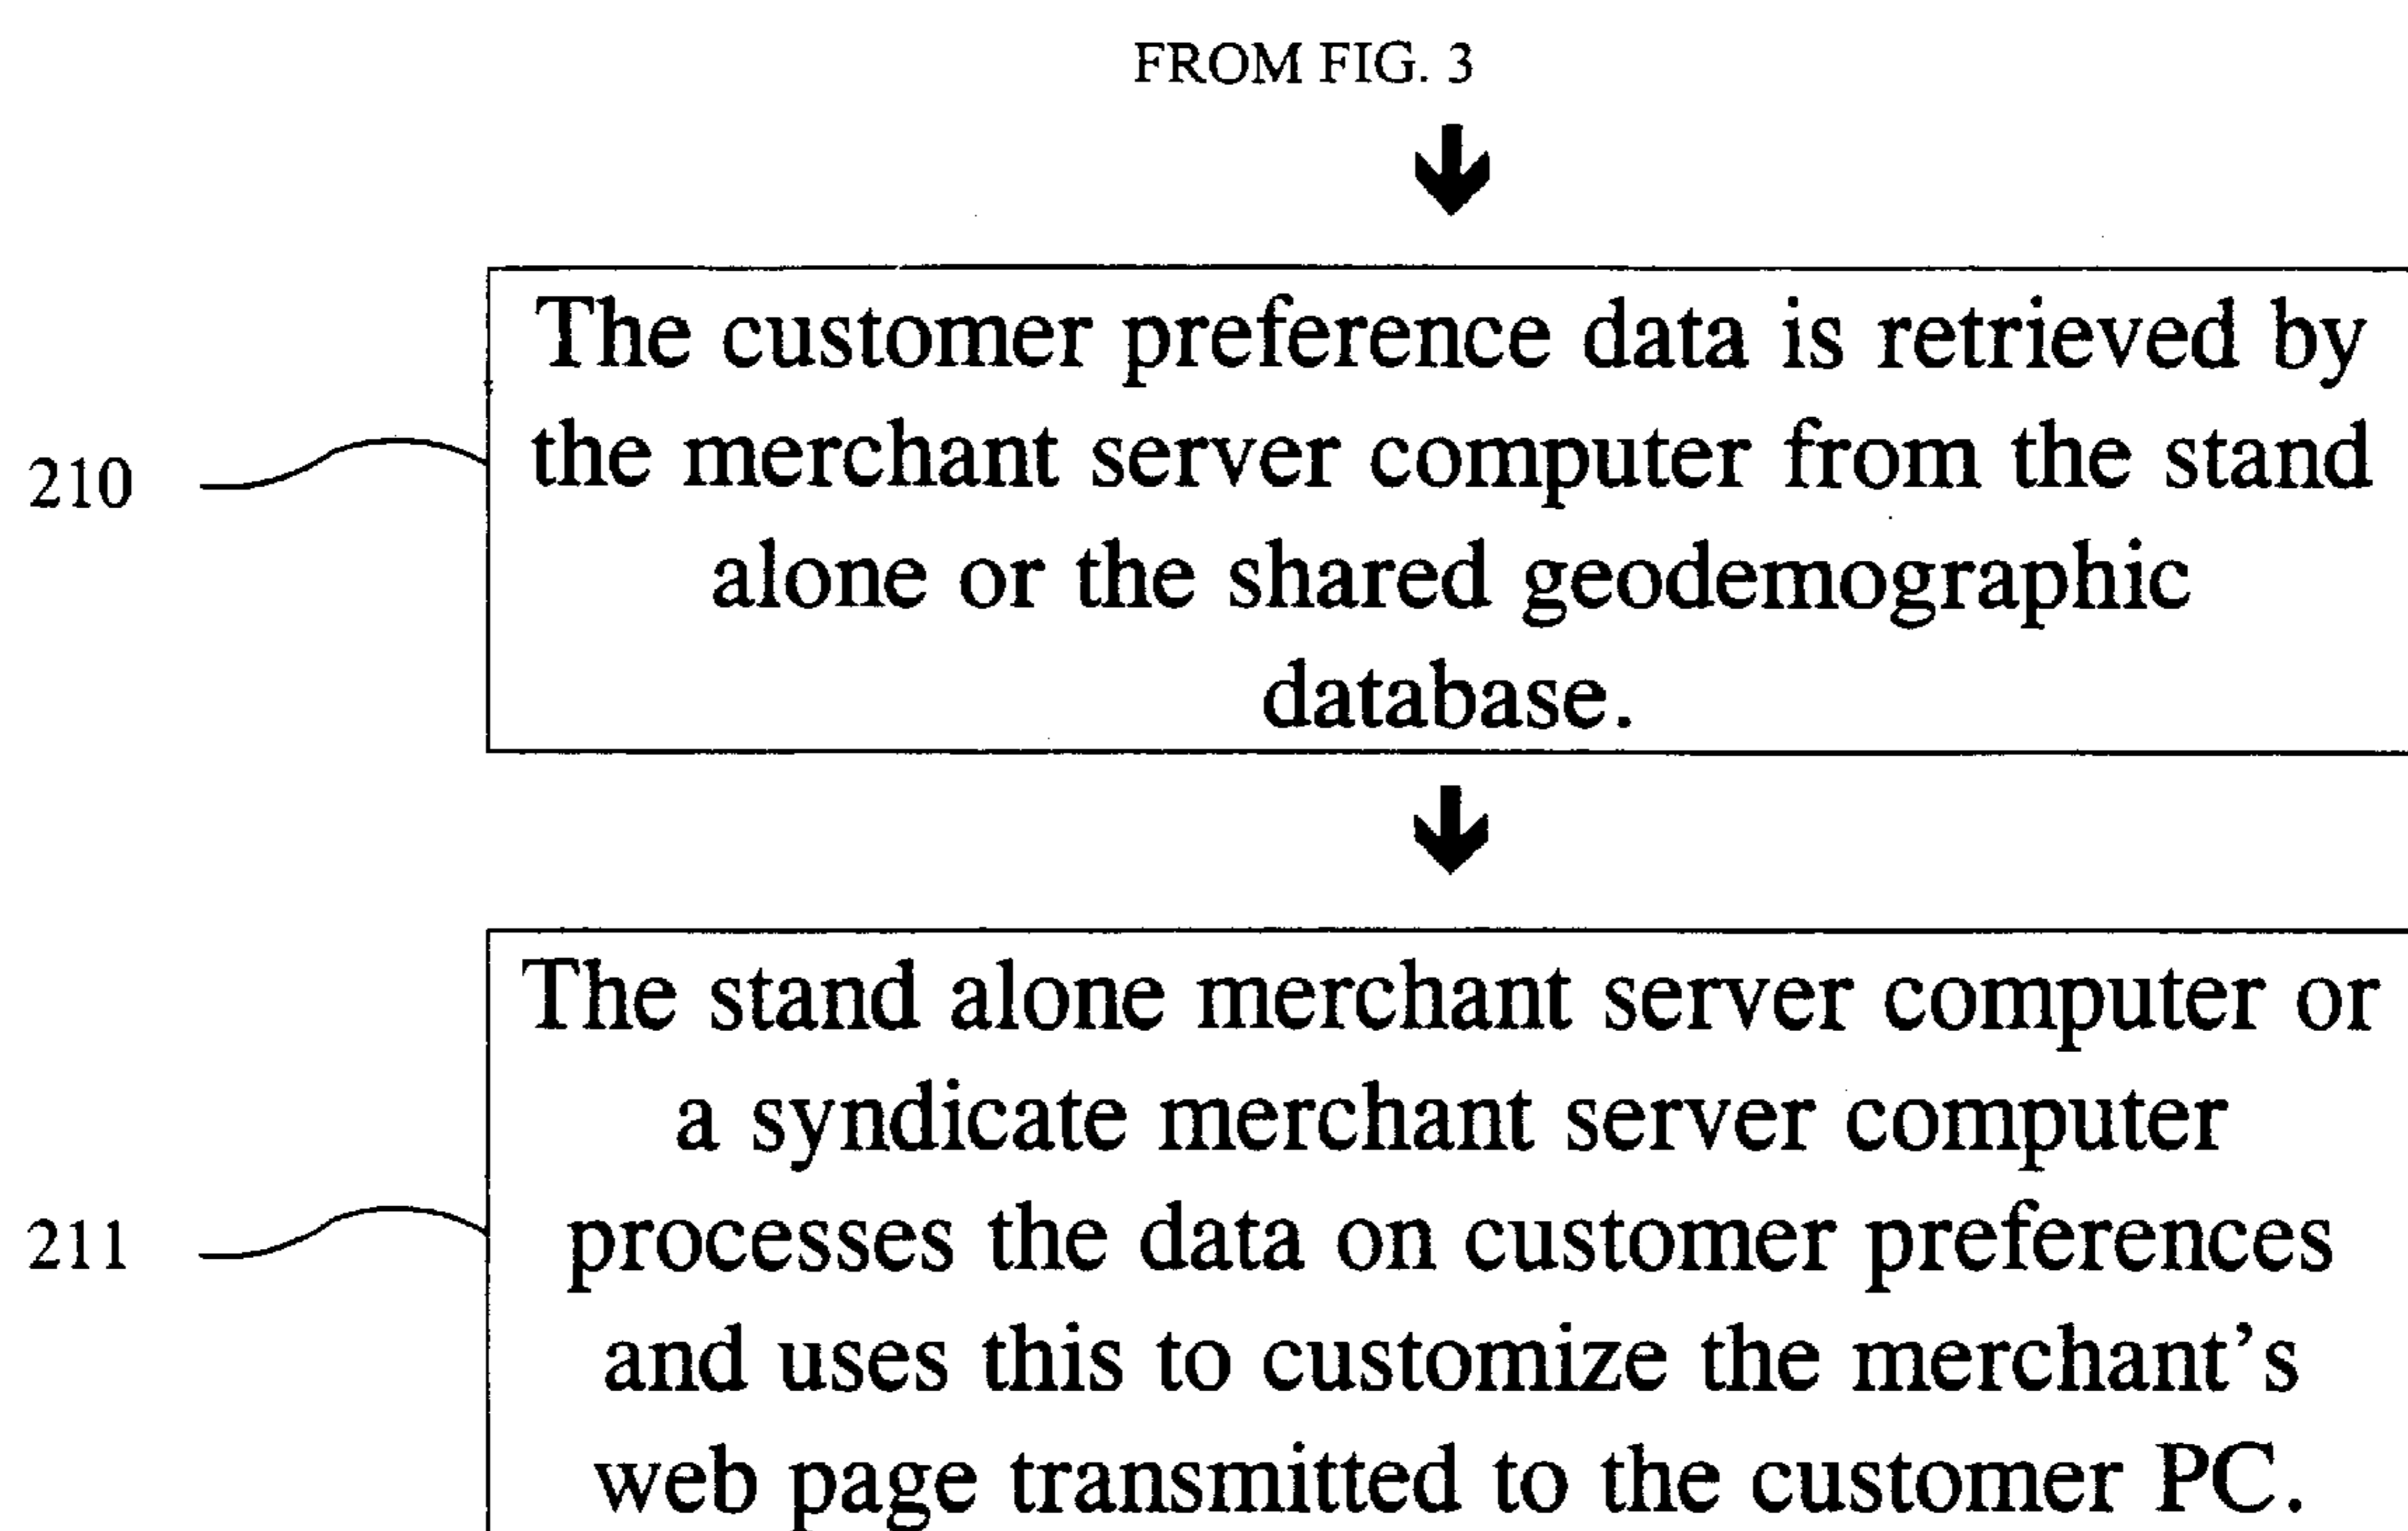 FROM FIG. 3
The customer preference data is retrieved by
210
the merchant server computer from the stand
alone or the shared geodemographic
database.
The stand alone merchant server computer or
a syndicate merchant server computer
211
processes the data on customer preferences
and uses this to customize the merchant's
web page transmitted to the customer PC.